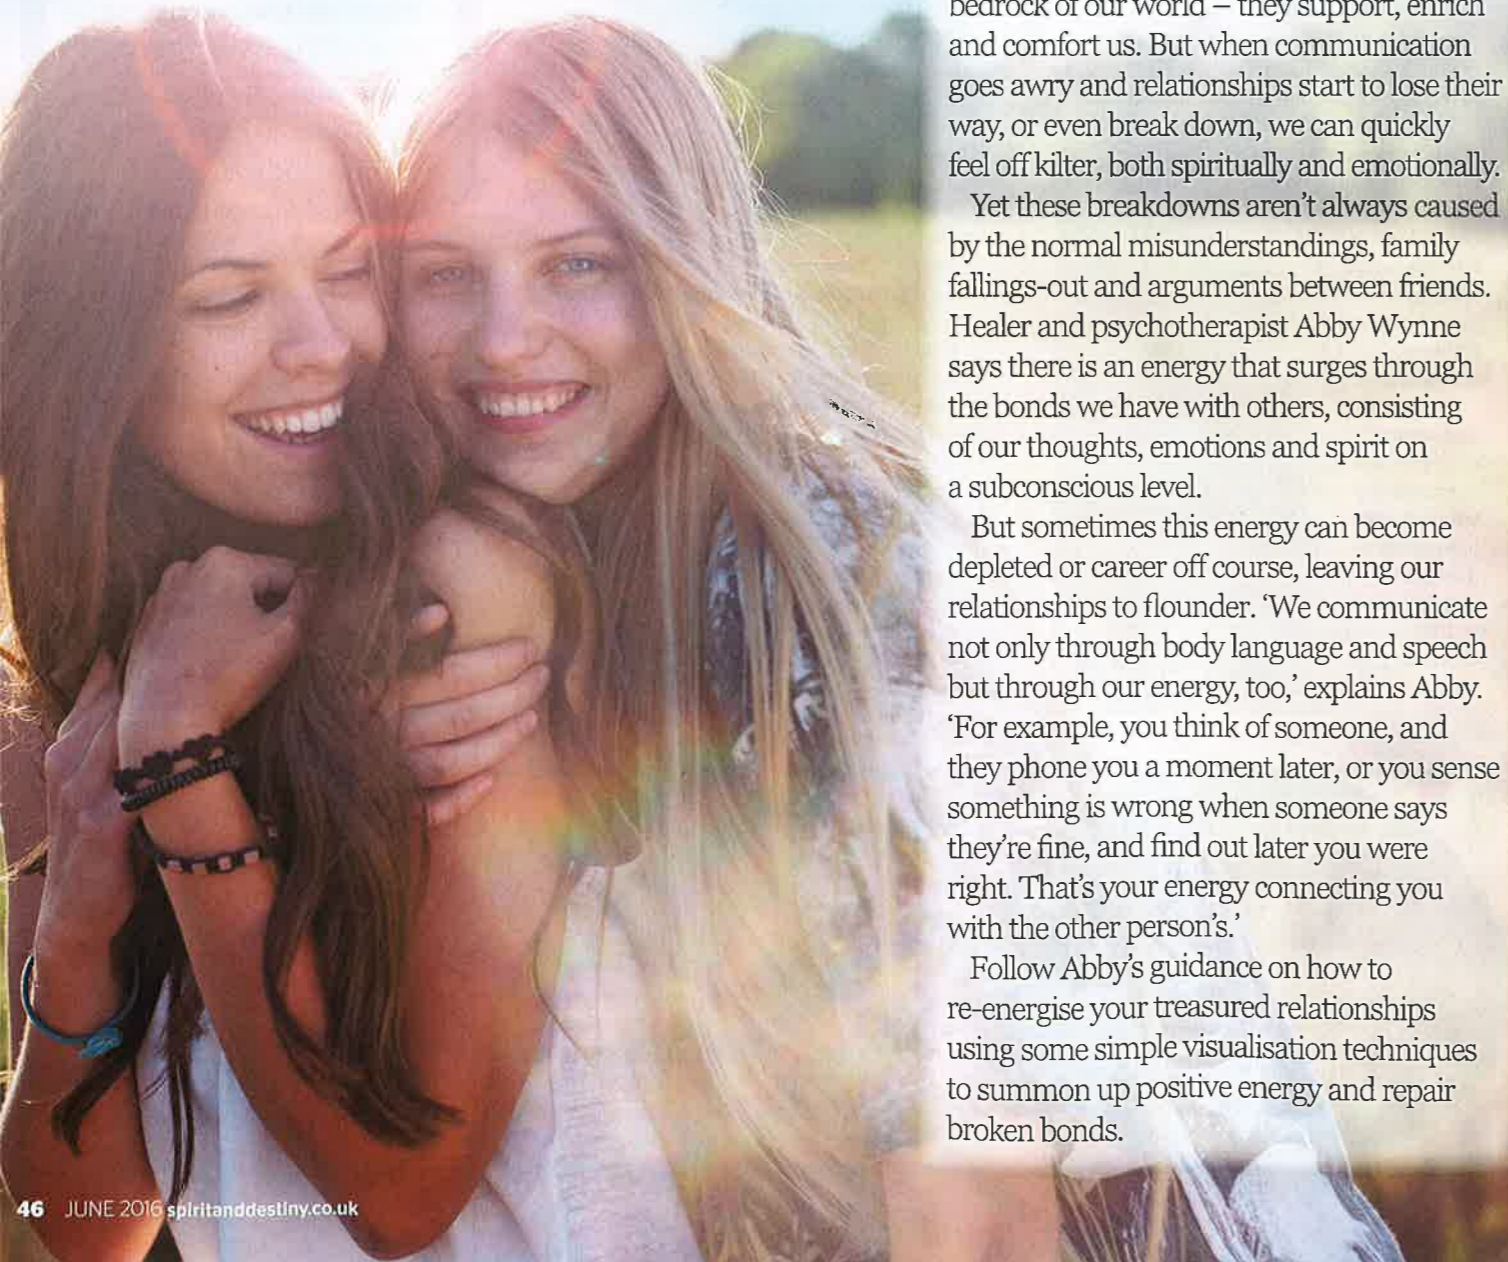 bedrock of our world – they support, enrich
and comfort us. But when communication
goes awry and relationships start to lose their
way, or even break down, we can quickly
feel off kilter, both spiritually and emotionally.
Yet these breakdowns aren’t always caused
by the normal misunderstandings, family
fallings-out and arguments between friends.
Healer and psychotherapist Abby Wynne
says there is an energy that surges through
the bonds we have with others, consisting
of our thoughts, emotions and spirit on
a subconscious level.
But sometimes this energy can become
depleted or career off course, leaving our
relationships to flounder. ‘We communicate
not only through body language and speech
but through our energy, too,’ explains Abby.
‘For example, you think of someone, and
they phone you a moment later, or you sense
something is wrong when someone says
they’re fine, and find out later you were
right. That’s your energy connecting you
with the other person’s.’
Follow Abby’s guidance on how to
re-energise your treasured relationships
using some simple visualisation techniques
to summon up positive energy and repair
broken bonds.
46 JUNE 2016 spiritanddestiny.co.uk